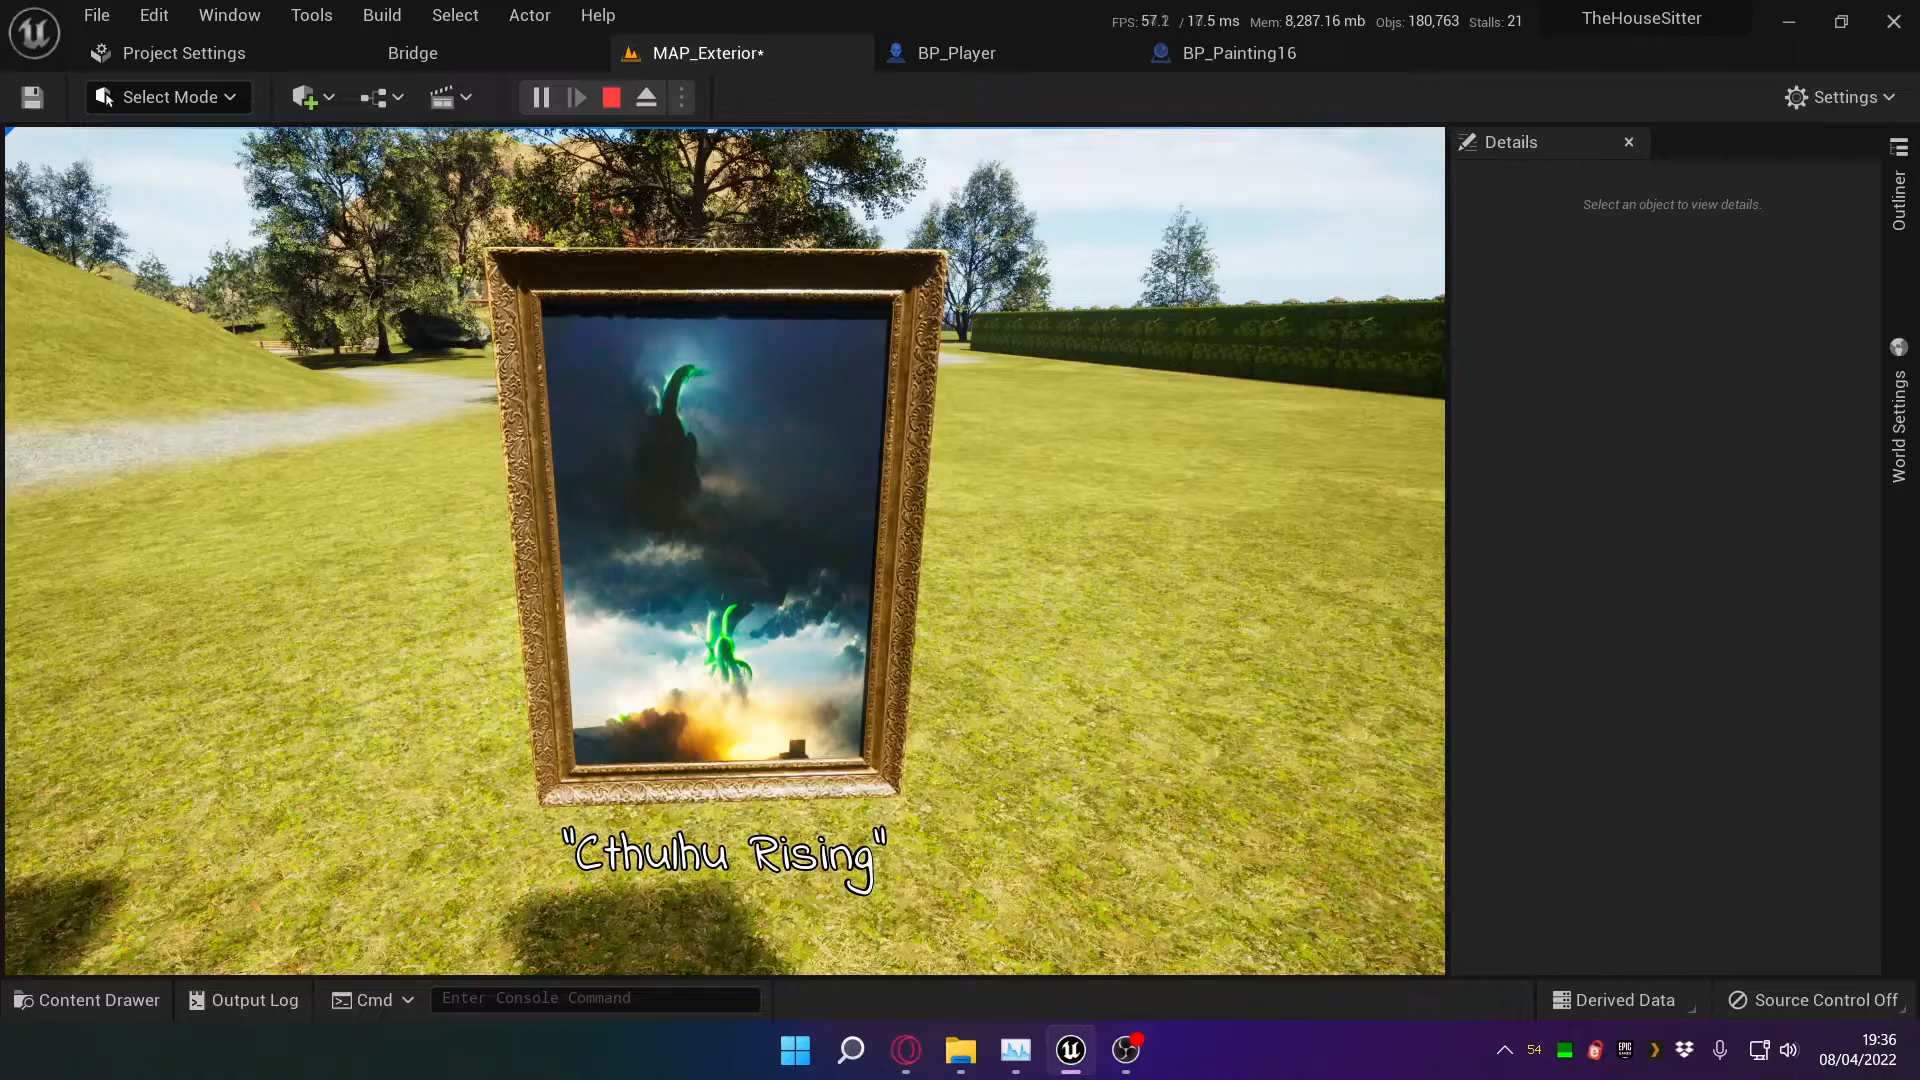 File Edit Window Tools Build Select Actor Help
FPS: 57.2 / 17.5 ms Mem: 8,287.16 mb Objs: 180,763 Stalls: 21
TheHouseSitter
Project Settings Bridge MAP_Exterior* BP_Player BP_Painting16
Select Mode
Settings
Details
Select an object to view details.
Outliner
World Settings
"Cthulhu Rising"
Content Drawer Output Log Cmd Enter Console Command
Derived Data Source Control Off
54
EPIC GAMES
19:36
08/04/2022